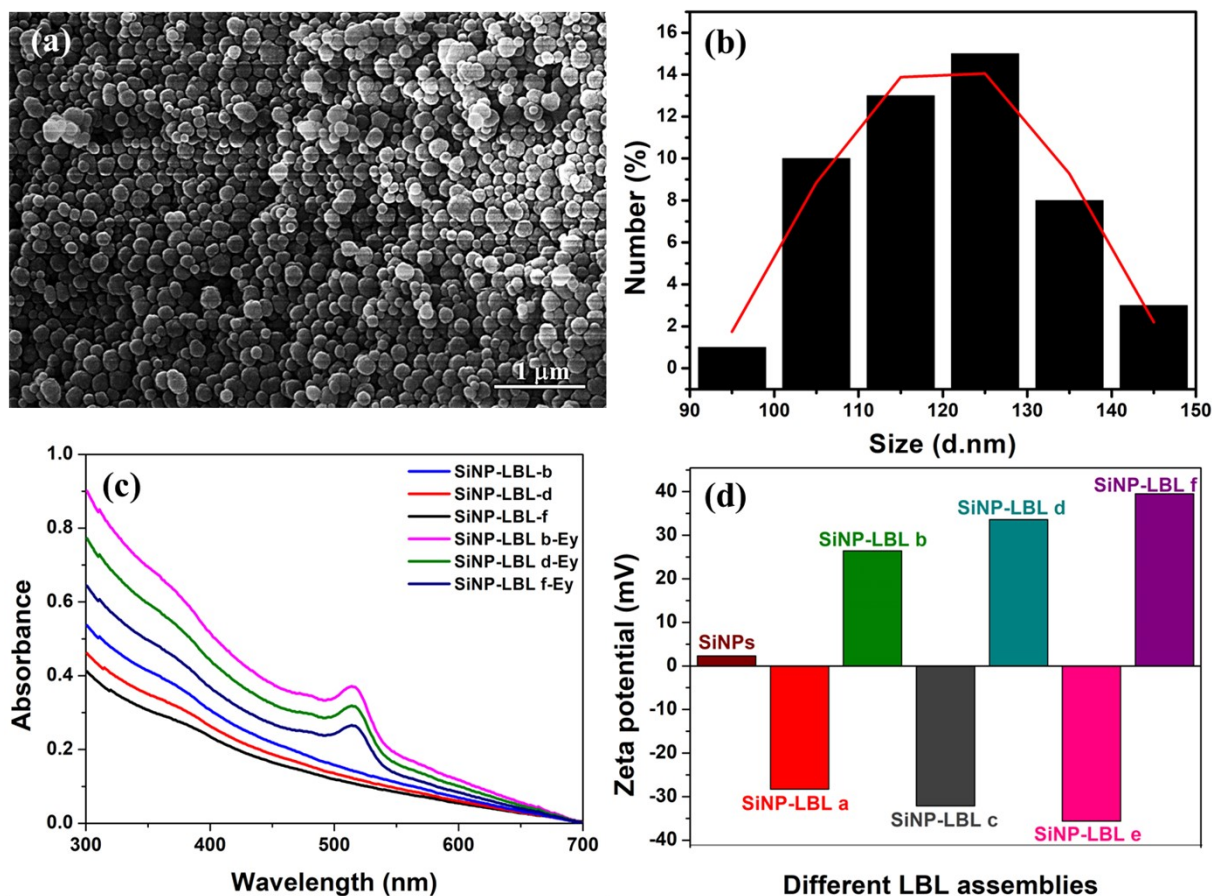 (a)
1 μm
(b)
Number (%)
16
14
12
10
8
6
4
2
0
90 100 110 120 130 140 150
Size (d.nm)
(c)
Absorbance
1.0
0.8
0.6
0.4
0.2
0.0
SiNP-LBL-b
SiNP-LBL-d
SiNP-LBL-f
SiNP-LBL b-Ey
SiNP-LBL d-Ey
SiNP-LBL f-Ey
300 400 500 600 700
Wavelength (nm)
(d)
Zeta potential (mV)
40
30
20
10
0
-10
-20
-30
-40
SiNPs
SiNP-LBL a
SiNP-LBL b
SiNP-LBL c
SiNP-LBL d
SiNP-LBL e
SiNP-LBL f
Different LBL assemblies